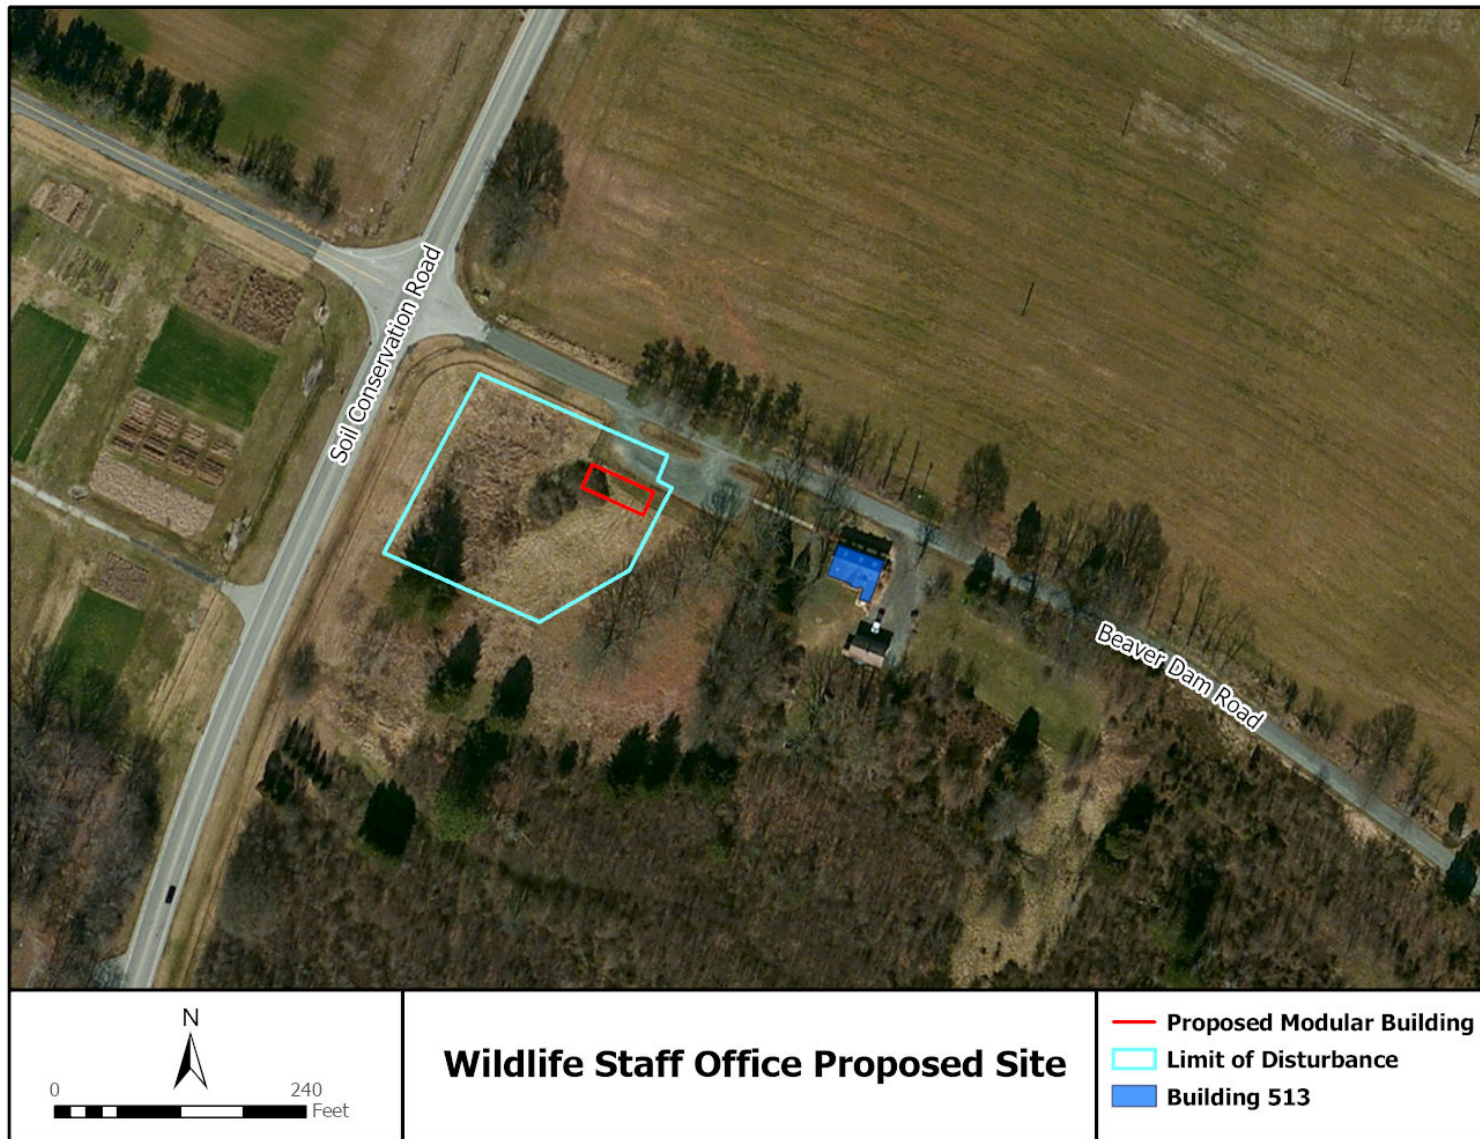 Soil Conservation Road
Beaver Dam Road
N
0 240
Feet
Wildlife Staff Office Proposed Site
Proposed Modular Building
Limit of Disturbance
Building 513